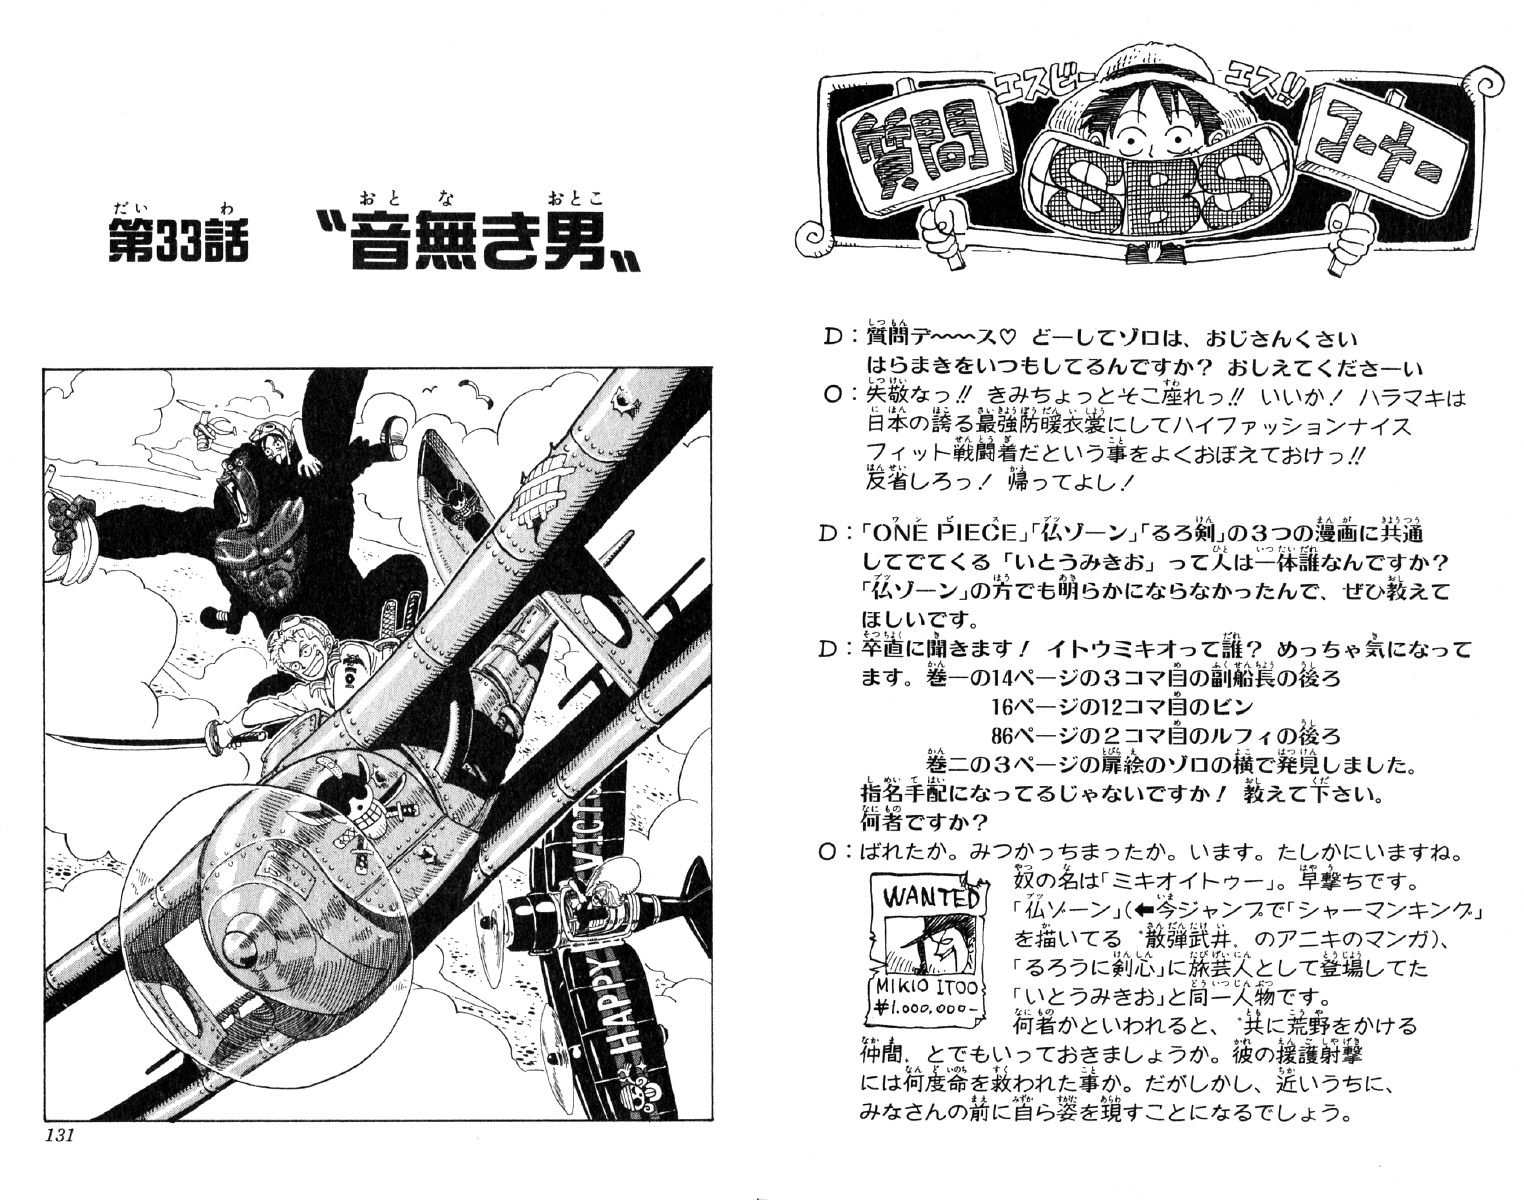 エスビーエス!!
質問
SBS
コーナー
D：質問デ〜〜〜ス♡ どーしてゾロは、おじさんくさい
はらまきをいつもしてるんですか？ おしえてくださーい
O：失敬なっ!! きみちょっとそこ座れっ!! いいか！ ハラマキは
日本の誇る最強防暖衣裳にしてハイファッションナイス
フィット戦闘着だという事をよくおぼえておけっ!!
反省しろっ！ 帰ってよし！
D：「ONE PIECE」「仏ゾーン」「るろ剣」の３つの漫画に共通
してでてくる「いとうみきお」って人は一体誰なんですか？
「仏ゾーン」の方でも明らかにならなかったんで、ぜひ教えて
ほしいです。
D：卒直に聞きます！ イトウミキオって誰？ めっちゃ気になって
ます。巻一の14ページの３コマ目の副船長の後ろ
16ページの12コマ目のビン
86ページの２コマ目のルフィの後ろ
巻二の３ページの扉絵のゾロの横で発見しました。
指名手配になってるじゃないですか！ 教えて下さい。
何者ですか？
O：ばれたか。みつかっちまったか。います。たしかにいますね。
奴の名は「ミキオイトゥー」。早撃ちです。
「仏ゾーン」(←今ジャンプで「シャーマンキング」
を描いてる〝散弾武井〟のアニキのマンガ)、
「るろうに剣心」に旅芸人として登場してた
「いとうみきお」と同一人物です。
何者かといわれると、〝共に荒野をかける
仲間〟とでもいっておきましょうか。彼の援護射撃
には何度命を救われた事か。だがしかし、近いうちに、
みなさんの前に自ら姿を現すことになるでしょう。
WANTED
MIKIO ITOO
¥1,000,000-
第33話 〝音無き男〟
VICTO
HAPPY
131